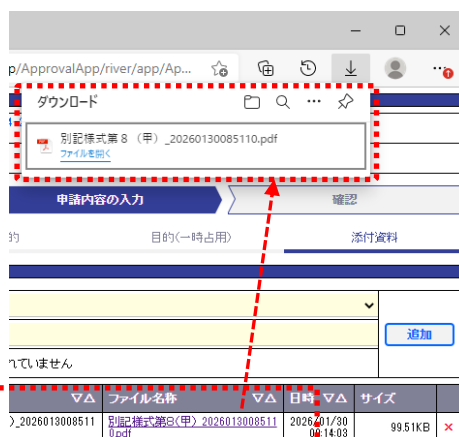 p/ApprovalApp/river/app/Ap...
ダウンロード
別記様式第８（甲）_20260130085110.pdf
ファイルを開く
申請内容の入力
確認
的
目的(一時占用)
添付資料
追加
れていません
▽△ ファイル名称 ▽△ 日時 ▽△ サイズ
)_2026013008511
別記様式第8(甲)_2026013008511
0.pdf
2026/01/30
09:14:03
99.51KB